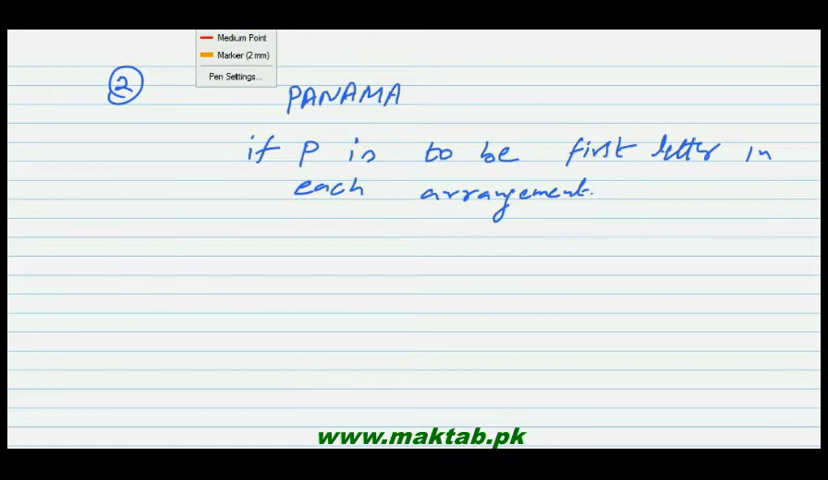 Medium Point
Marker (2 mm)
Pen Settings...
2
PANAMA
if P is to be first letter in
each arrangement.
www.maktab.pk